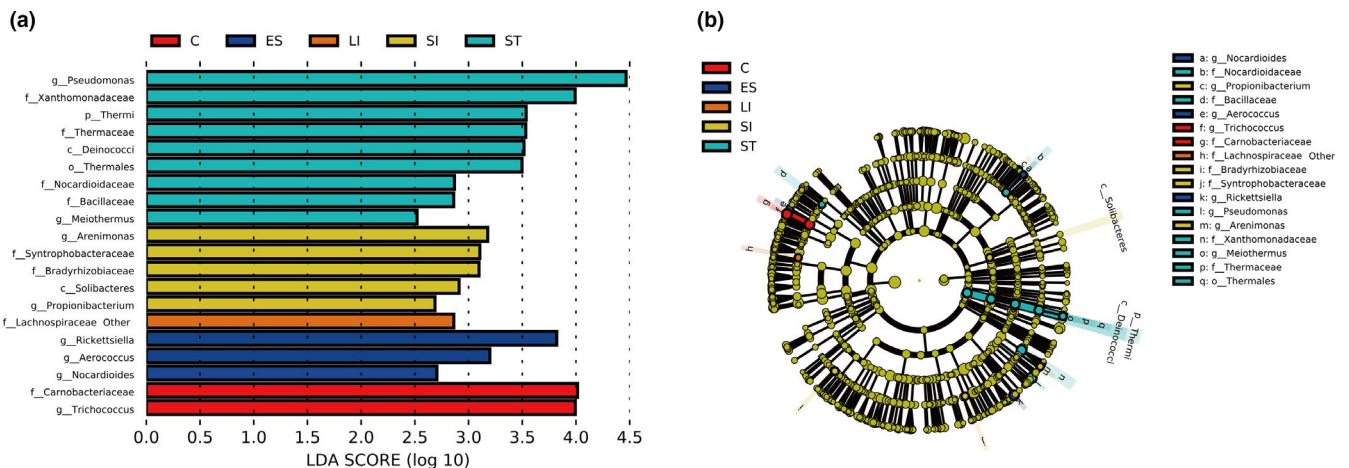 (a)
C ES LI SI ST
g__Pseudomonas
f__Xanthomonadaceae
p__Thermi
f__Thermaceae
c__Deinococci
o__Thermales
f__Nocardioidaceae
f__Bacillaceae
g__Meiothermus
g__Arenimonas
f__Syntrophobacteraceae
f__Bradyrhizobiaceae
c__Solibacteres
g__Propionibacterium
f__Lachnospiraceae Other
g__Rickettsiella
g__Aerococcus
g__Nocardioides
f__Carnobacteriaceae
g__Trichococcus
0.0 0.5 1.0 1.5 2.0 2.5 3.0 3.5 4.0 4.5
LDA SCORE (log 10)
(b)
C
ES
LI
SI
ST
c__Solibacteres
p__Thermi
c__Deinococci
b
d
g
h
o
p
q
m
n
a: g__Nocardioides
b: f__Nocardioidaceae
c: g__Propionibacterium
d: f__Bacillaceae
e: g__Aerococcus
f: g__Trichococcus
g: f__Carnobacteriaceae
h: f__Lachnospiraceae Other
i: f__Bradyrhizobiaceae
j: f__Syntrophobacteraceae
k: g__Rickettsiella
l: g__Pseudomonas
m: g__Arenimonas
n: f__Xanthomonadaceae
o: g__Meiothermus
p: f__Thermaceae
q: o__Thermales